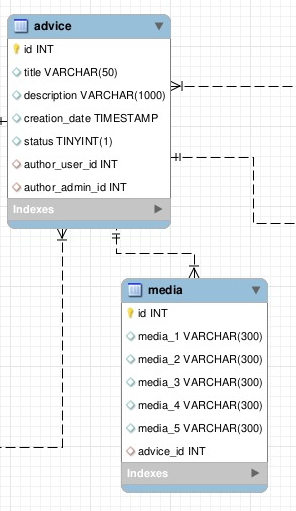 advice
id INT
title VARCHAR(50)
description VARCHAR(1000)
creation_date TIMESTAMP
status TINYINT(1)
author_user_id INT
author_admin_id INT
Indexes
media
id INT
media_1 VARCHAR(300)
media_2 VARCHAR(300)
media_3 VARCHAR(300)
media_4 VARCHAR(300)
media_5 VARCHAR(300)
advice_id INT
Indexes